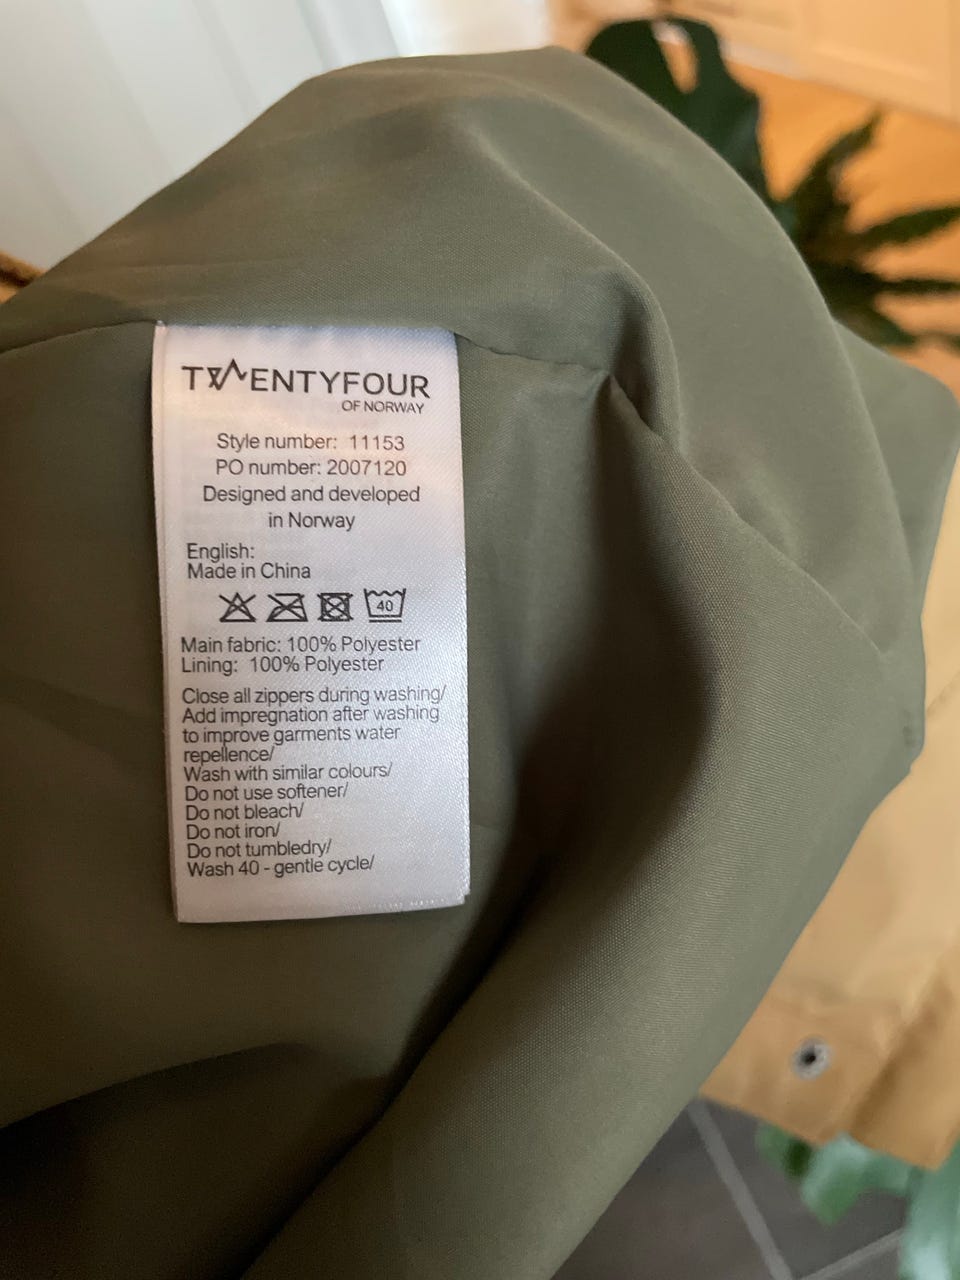 TWENTYFOUR
OF NORWAY
Style number: 11153
PO number: 2007120
Designed and developed
in Norway
English:
Made in China
40
Main fabric: 100% Polyester
Lining: 100% Polyester
Close all zippers during washing/
Add impregnation after washing
to improve garments water
repellence/
Wash with similar colours/
Do not use softener/
Do not bleach/
Do not iron/
Do not tumbledry/
Wash 40 - gentle cycle/